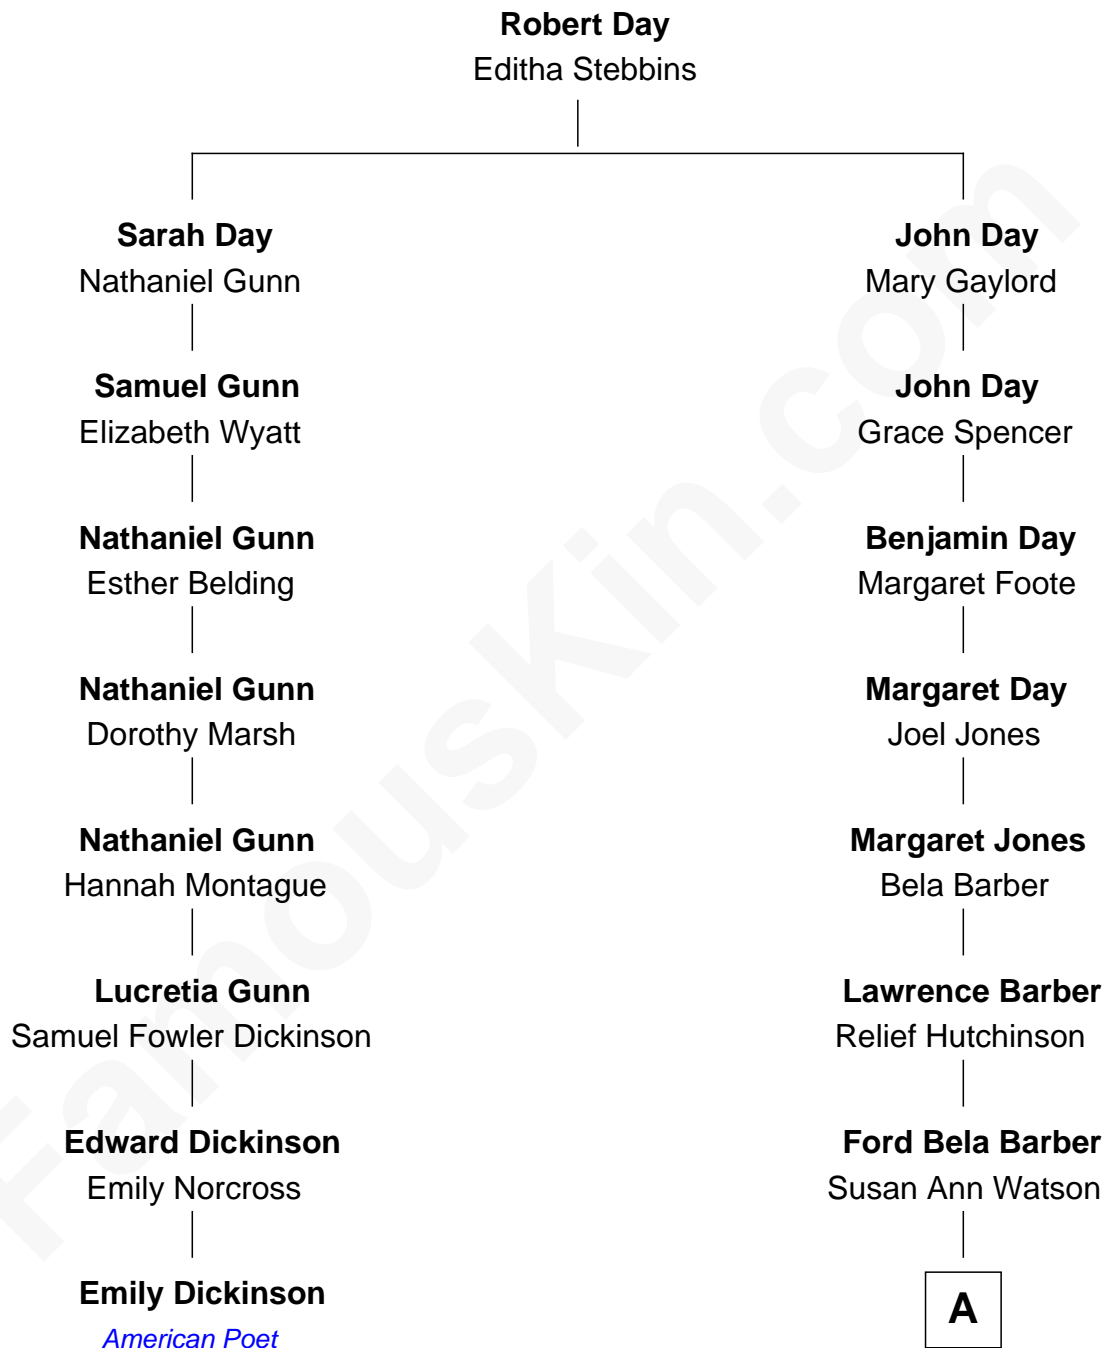 Robert Day
Editha Stebbins
Sarah Day
Nathaniel Gunn
John Day
Mary Gaylord
Samuel Gunn
Elizabeth Wyatt
John Day
Grace Spencer
Nathaniel Gunn
Esther Belding
Benjamin Day
Margaret Foote
Nathaniel Gunn
Dorothy Marsh
Margaret Day
Joel Jones
Nathaniel Gunn
Hannah Montague
Margaret Jones
Bela Barber
Lucretia Gunn
Samuel Fowler Dickinson
Lawrence Barber
Relief Hutchinson
Edward Dickinson
Emily Norcross
Ford Bela Barber
Susan Ann Watson
Emily Dickinson
American Poet
A
FamousKin.com